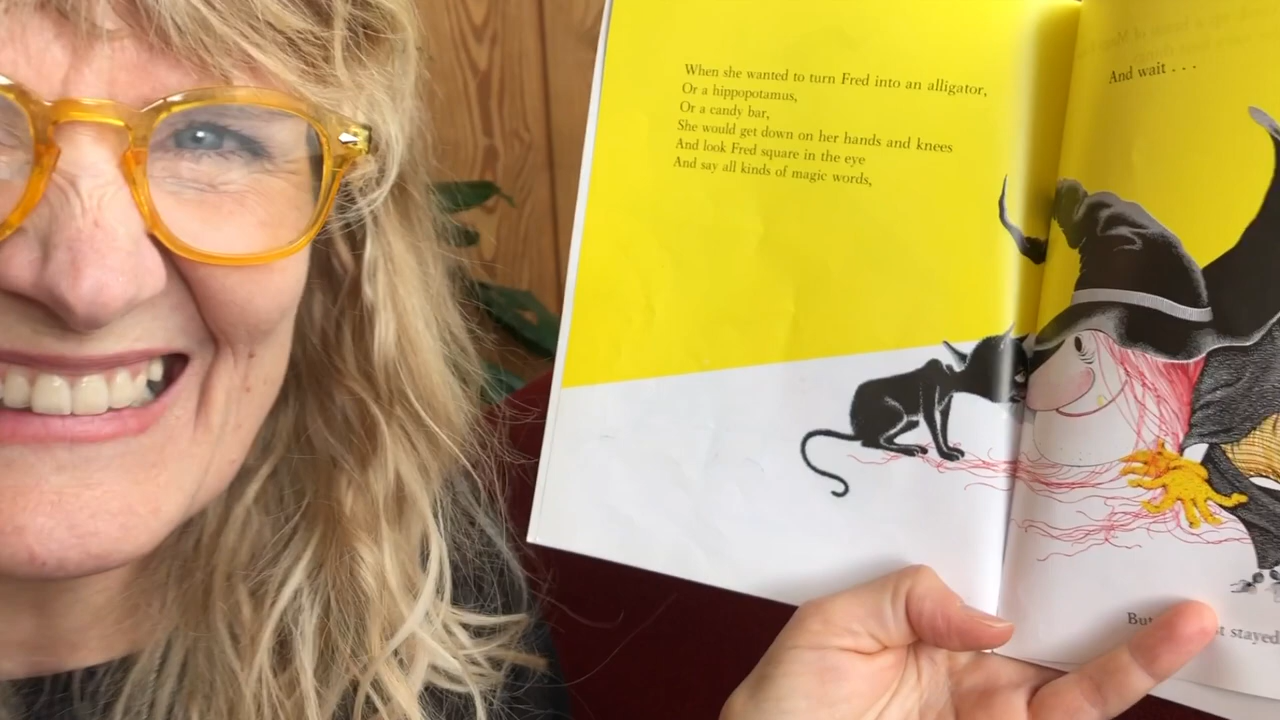 When she wanted to turn Fred into an alligator,
Or a hippopotamus,
Or a candy bar,
She would get down on her hands and knees
And look Fred square in the eye
And say all kinds of magic words,
And wait . . .
But stayed